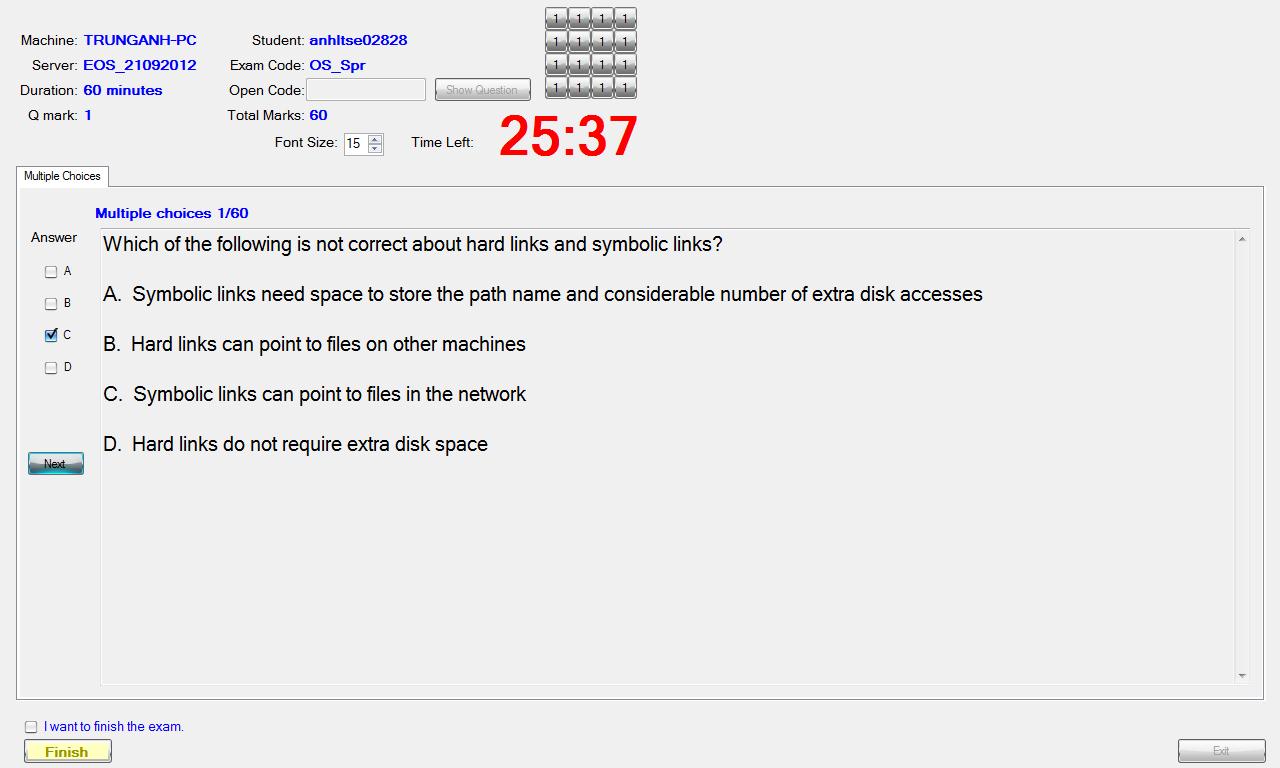 Machine: TRUNGANH-PC Student: anhltse02828
Server: EOS_21092012 Exam Code: OS_Spr
Duration: 60 minutes Open Code: Show Question
Q mark: 1 Total Marks: 60
1 1 1 1
1 1 1 1
1 1 1 1
1 1 1 1
Font Size: 15 Time Left: 25:37
Multiple Choices
Multiple choices 1/60
Answer
A
B
C
D
Next
Which of the following is not correct about hard links and symbolic links?
A. Symbolic links need space to store the path name and considerable number of extra disk accesses
B. Hard links can point to files on other machines
C. Symbolic links can point to files in the network
D. Hard links do not require extra disk space
I want to finish the exam.
Finish
Exit